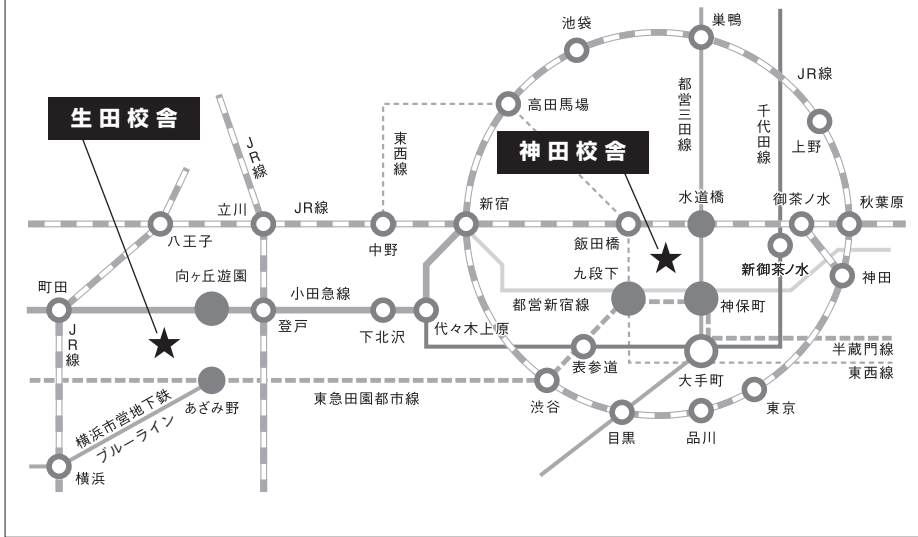 巣鴨
池袋
JR線
生田校舎
高田馬場
都営三田線
千代田線
JR線
東西線
神田校舎
上野
水道橋
御茶ノ水
秋葉原
立川
JR線
新宿
八王子
中野
飯田橋
新御茶ノ水
神田
向ヶ丘遊園
九段下
町田
小田急線
都営新宿線
神保町
JR線
登戸
下北沢
代々木上原
半蔵門線
表参道
大手町
東西線
あざみ野
東急田園都市線
渋谷
東京
横浜市営地下鉄
ブルーライン
目黒
品川
横浜